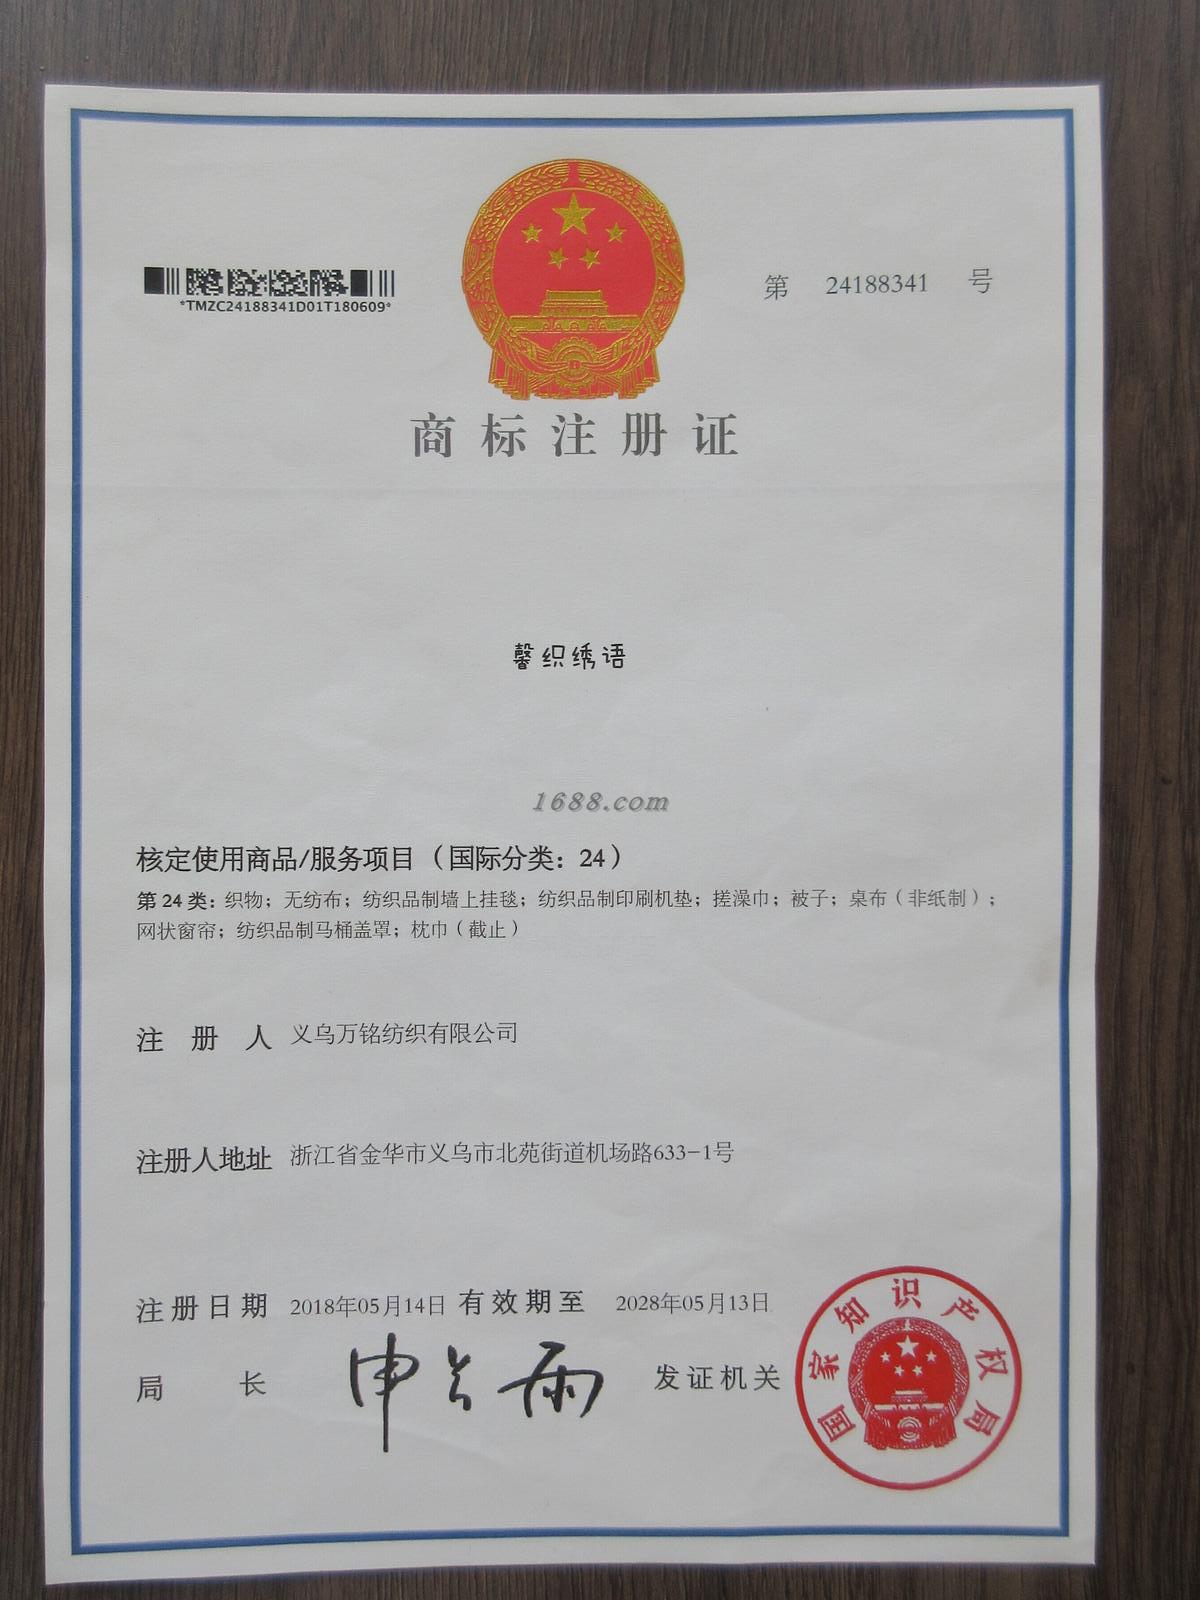 *TMZC24188341D01T180609*
第 24188341 号
商标注册证
馨织绣语
1688.com
核定使用商品/服务项目（国际分类：24）
第24类：织物；无纺布；纺织品制墙上挂毯；纺织品制印刷机垫；搓澡巾；被子；桌布（非纸制）；
网状窗帘；纺织品制马桶盖罩；枕巾（截止）
注册人 义乌万铭纺织有限公司
注册人地址 浙江省金华市义乌市北苑街道机场路633-1号
注册日期 2018年05月14日 有效期至 2028年05月13日
局长 申长雨 发证机关
国家知识产权局